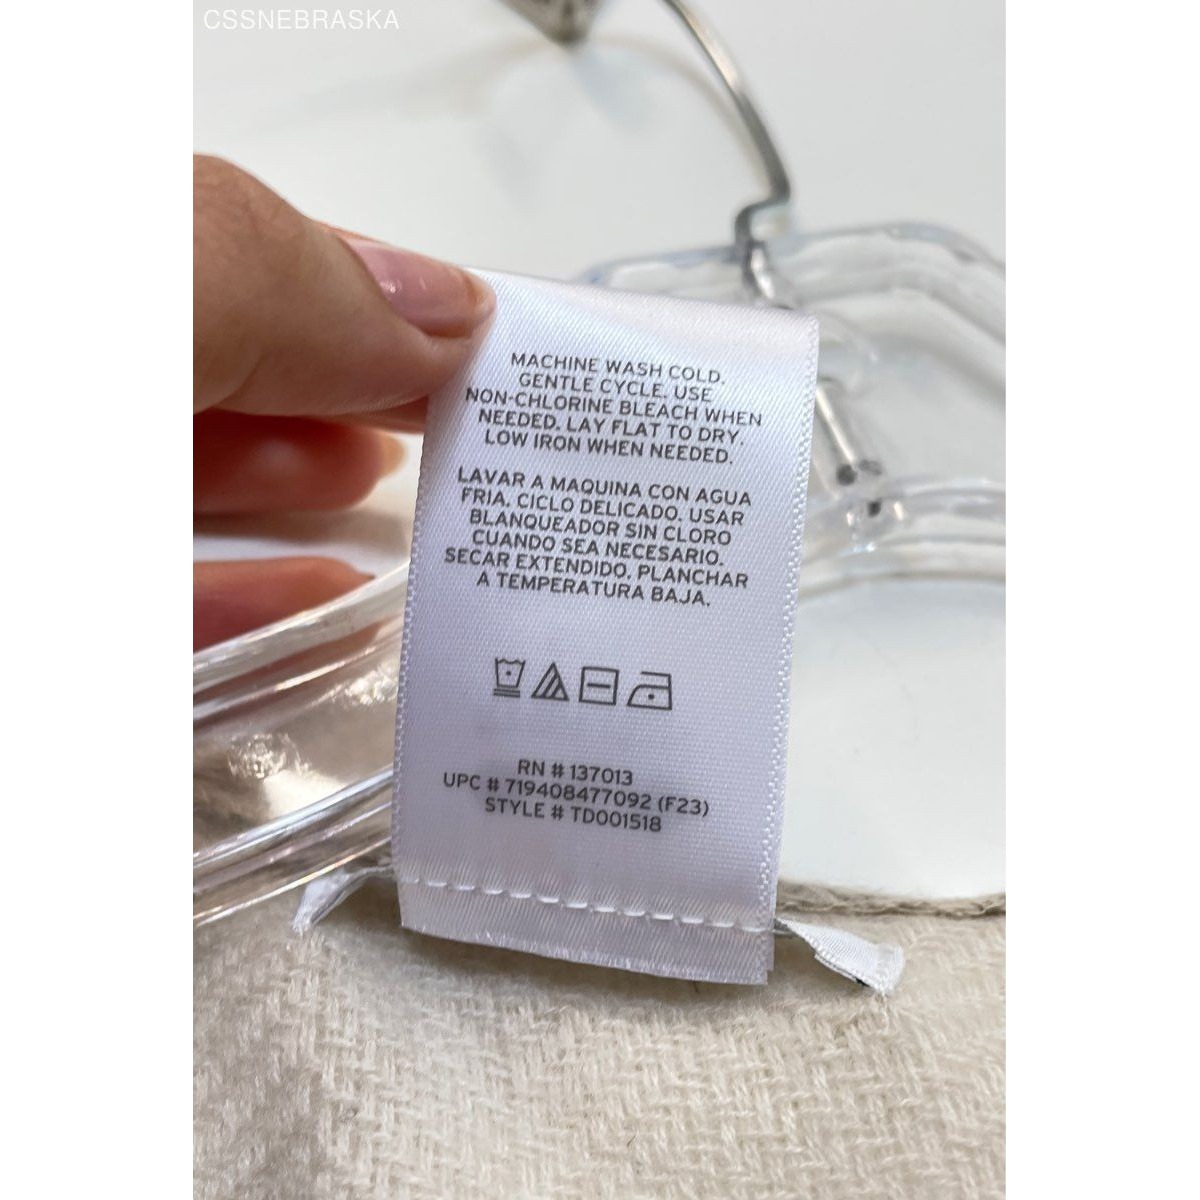 CSSNEBRASKA
MACHINE WASH COLD.
GENTLE CYCLE. USE
NON-CHLORINE BLEACH WHEN
NEEDED. LAY FLAT TO DRY.
LOW IRON WHEN NEEDED.
LAVAR A MAQUINA CON AGUA
FRIA. CICLO DELICADO. USAR
BLANQUEADOR SIN CLORO
CUANDO SEA NECESARIO.
SECAR EXTENDIDO. PLANCHAR
A TEMPERATURA BAJA.
RN # 137013
UPC # 719408477092 (F23)
STYLE # TD001518